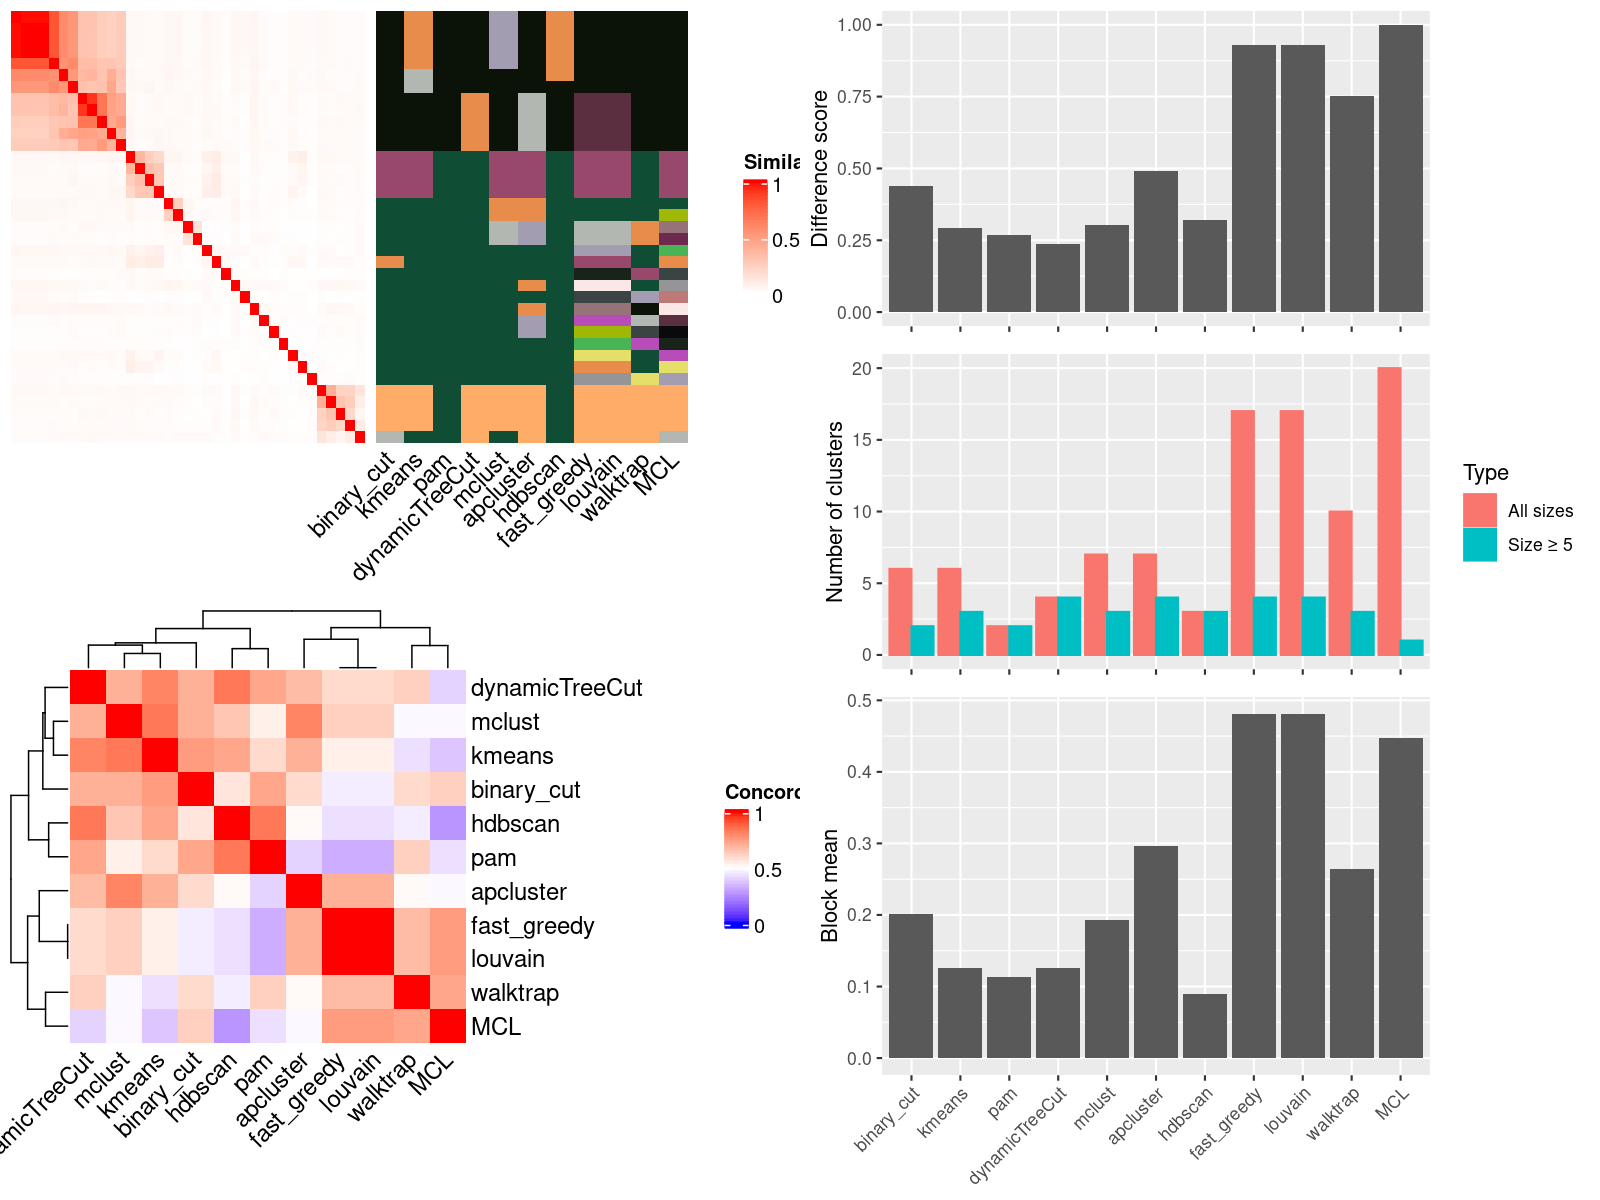 Simila
1
0.5
0
binary_cut
kmeans
pam
dynamicTreeCut
mclust
apcluster
hdbscan
fast_greedy
louvain
walktrap
MCL
dynamicTreeCut
mclust
kmeans
binary_cut
hdbscan
pam
apcluster
fast_greedy
louvain
walktrap
MCL
Concord
1
0.5
0
amicTreeCut
mclust
kmeans
binary_cut
hdbscan
pam
apcluster
fast_greedy
louvain
walktrap
MCL
Difference score
1.00
0.75
0.50
0.25
0.00
Number of clusters
20
15
10
5
0
Type
All sizes
Size ≥ 5
Block mean
0.5
0.4
0.3
0.2
0.1
0.0
binary_cut
kmeans
pam
dynamicTreeCut
mclust
apcluster
hdbscan
fast_greedy
louvain
walktrap
MCL